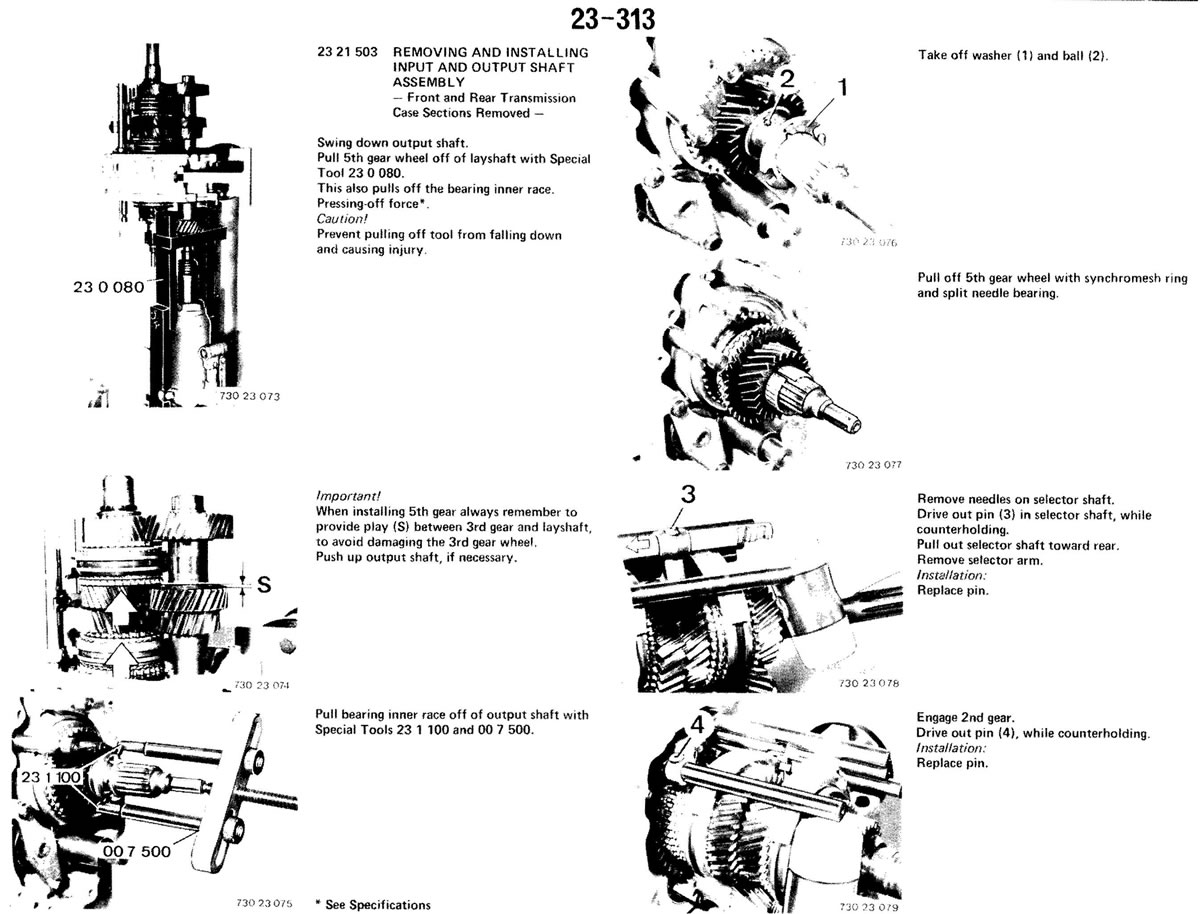 23-313
23 21 503 REMOVING AND INSTALLING
INPUT AND OUTPUT SHAFT
ASSEMBLY
— Front and Rear Transmission
Case Sections Removed —
Swing down output shaft.
Pull 5th gear wheel off of layshaft with Special
Tool 23 0 080.
This also pulls off the bearing inner race.
Pressing-off force*.
Caution!
Prevent pulling off tool from falling down
and causing injury.
23 0 080
730 23 073
Important!
When installing 5th gear always remember to
provide play (S) between 3rd gear and layshaft,
to avoid damaging the 3rd gear wheel.
Push up output shaft, if necessary.
S
730 23 074
Pull bearing inner race off of output shaft with
Special Tools 23 1 100 and 00 7 500.
23 1 100
00 7 500
730 23 075
* See Specifications
Take off washer (1) and ball (2).
2
1
730 23 076
Pull off 5th gear wheel with synchromesh ring
and split needle bearing.
730 23 077
3
Remove needles on selector shaft.
Drive out pin (3) in selector shaft, while
counterholding.
Pull out selector shaft toward rear.
Remove selector arm.
Installation:
Replace pin.
730 23 078
4
Engage 2nd gear.
Drive out pin (4), while counterholding.
Installation:
Replace pin.
730 23 079